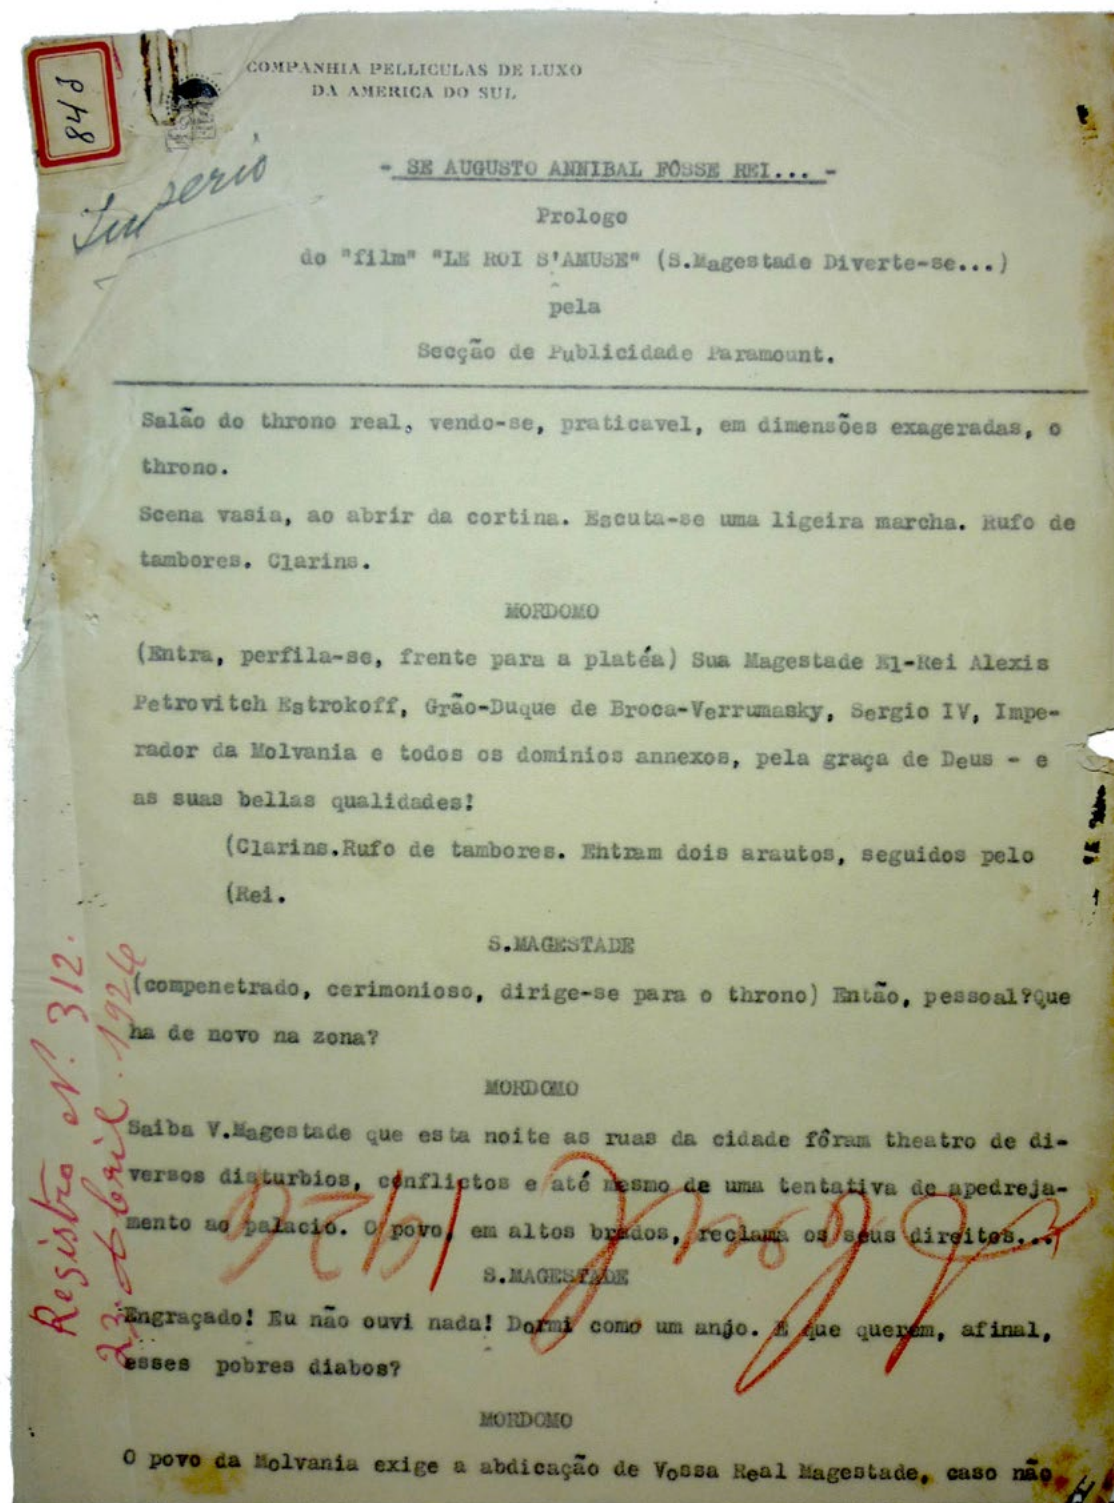 COMPANHIA PELLICULAS DE LUXO
DA AMERICA DO SUL
848
Imperio
- SE AUGUSTO ANNIBAL FÔSSE REI... -
Prologo
do "film" "LE ROI S'AMUSE" (S.Magestade Diverte-se...)
pela
Secção de Publicidade Paramount.
Salão do throno real, vendo-se, praticavel, em dimensões exageradas, o
throno.
Scena vasia, ao abrir da cortina. Escuta-se uma ligeira marcha. Rufo de
tambores. Clarins.
MORDOMO
(Entra, perfila-se, frente para a platéa) Sua Magestade El-Rei Alexis
Petrovitch Estrokoff, Grão-Duque de Broca-Verrumasky, Sergio IV, Impe-
rador da Molvania e todos os dominios annexos, pela graça de Deus - e
as suas bellas qualidades!
(Clarins.Rufo de tambores. Entram dois arautos, seguidos pelo
(Rei.
S.MAGESTADE
(compenetrado, cerimonioso, dirige-se para o throno) Então, pessoal?Que
ha de novo na zona?
MORDOMO
Saiba V.Magestade que esta noite as ruas da cidade fôram theatro de di-
versos disturbios, conflictos e até mesmo de uma tentativa de apedreja-
mento ao palacio. O povo, em altos brados, reclama os seus direitos...
S.MAGESTADE
Engraçado! Eu não ouvi nada! Dormi como um anjo. E que querem, afinal,
esses pobres diabos?
MORDOMO
O povo da Molvania exige a abdicação de Vossa Real Magestade, caso não
Registro N. 312.
23 Abril. 1926